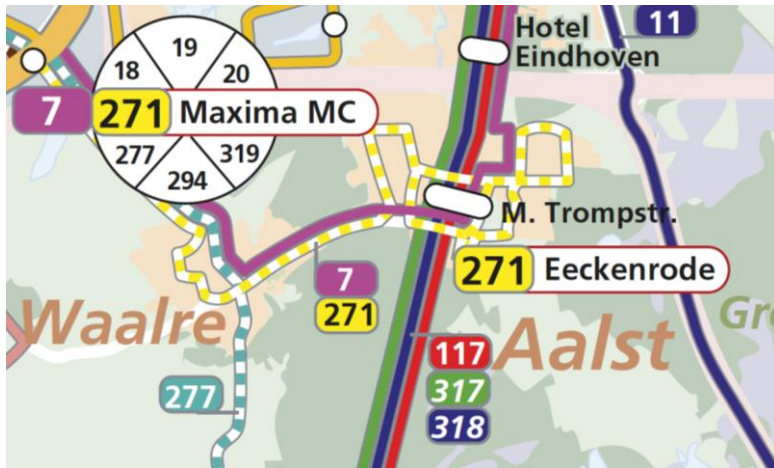 Hotel
Eindhoven
11
19
18
20
7
271
Maxima MC
277
319
294
M. Trompstr.
271
Eeckenrode
7
271
Waalre
Aalst
Gro
117
317
318
277